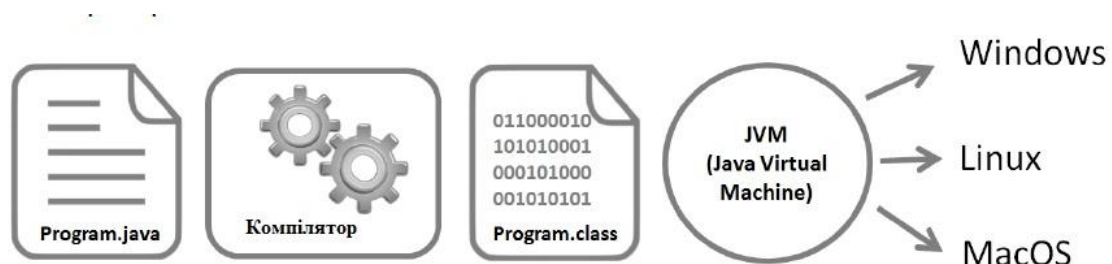 Program.java
Компілятор
011000010
101010001
000101000
001010101
Program.class
JVM
(Java Virtual
Machine)
Windows
Linux
MacOS